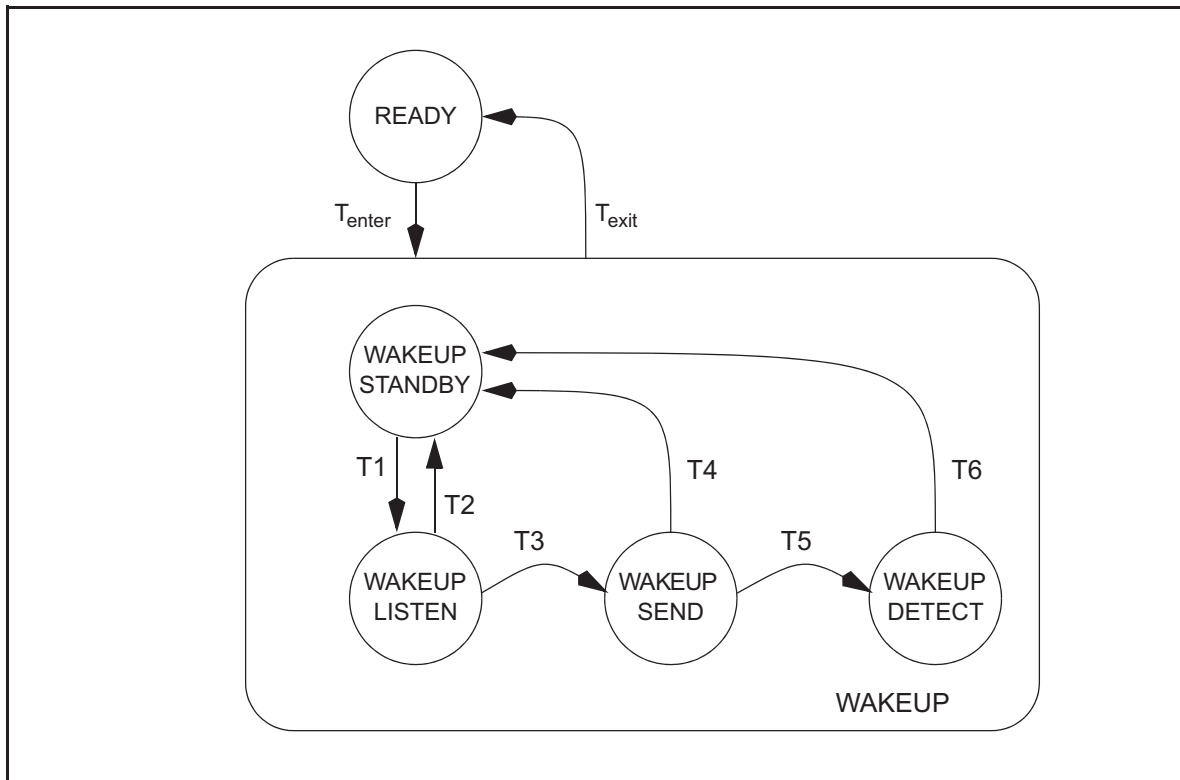 READY
Tenter
Texit
WAKEUP
STANDBY
T1
T2
T4
T6
T3
T5
WAKEUP
LISTEN
WAKEUP
SEND
WAKEUP
DETECT
WAKEUP